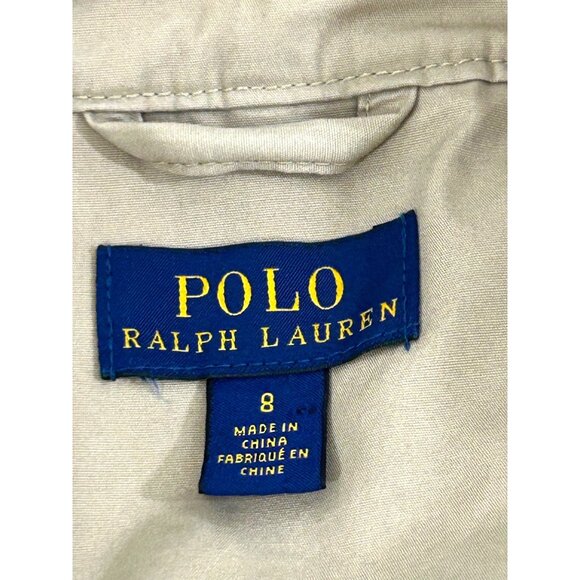 POLO
RALPH LAUREN
8
MADE IN
CHINA
FABRIQUÉ EN
CHINE